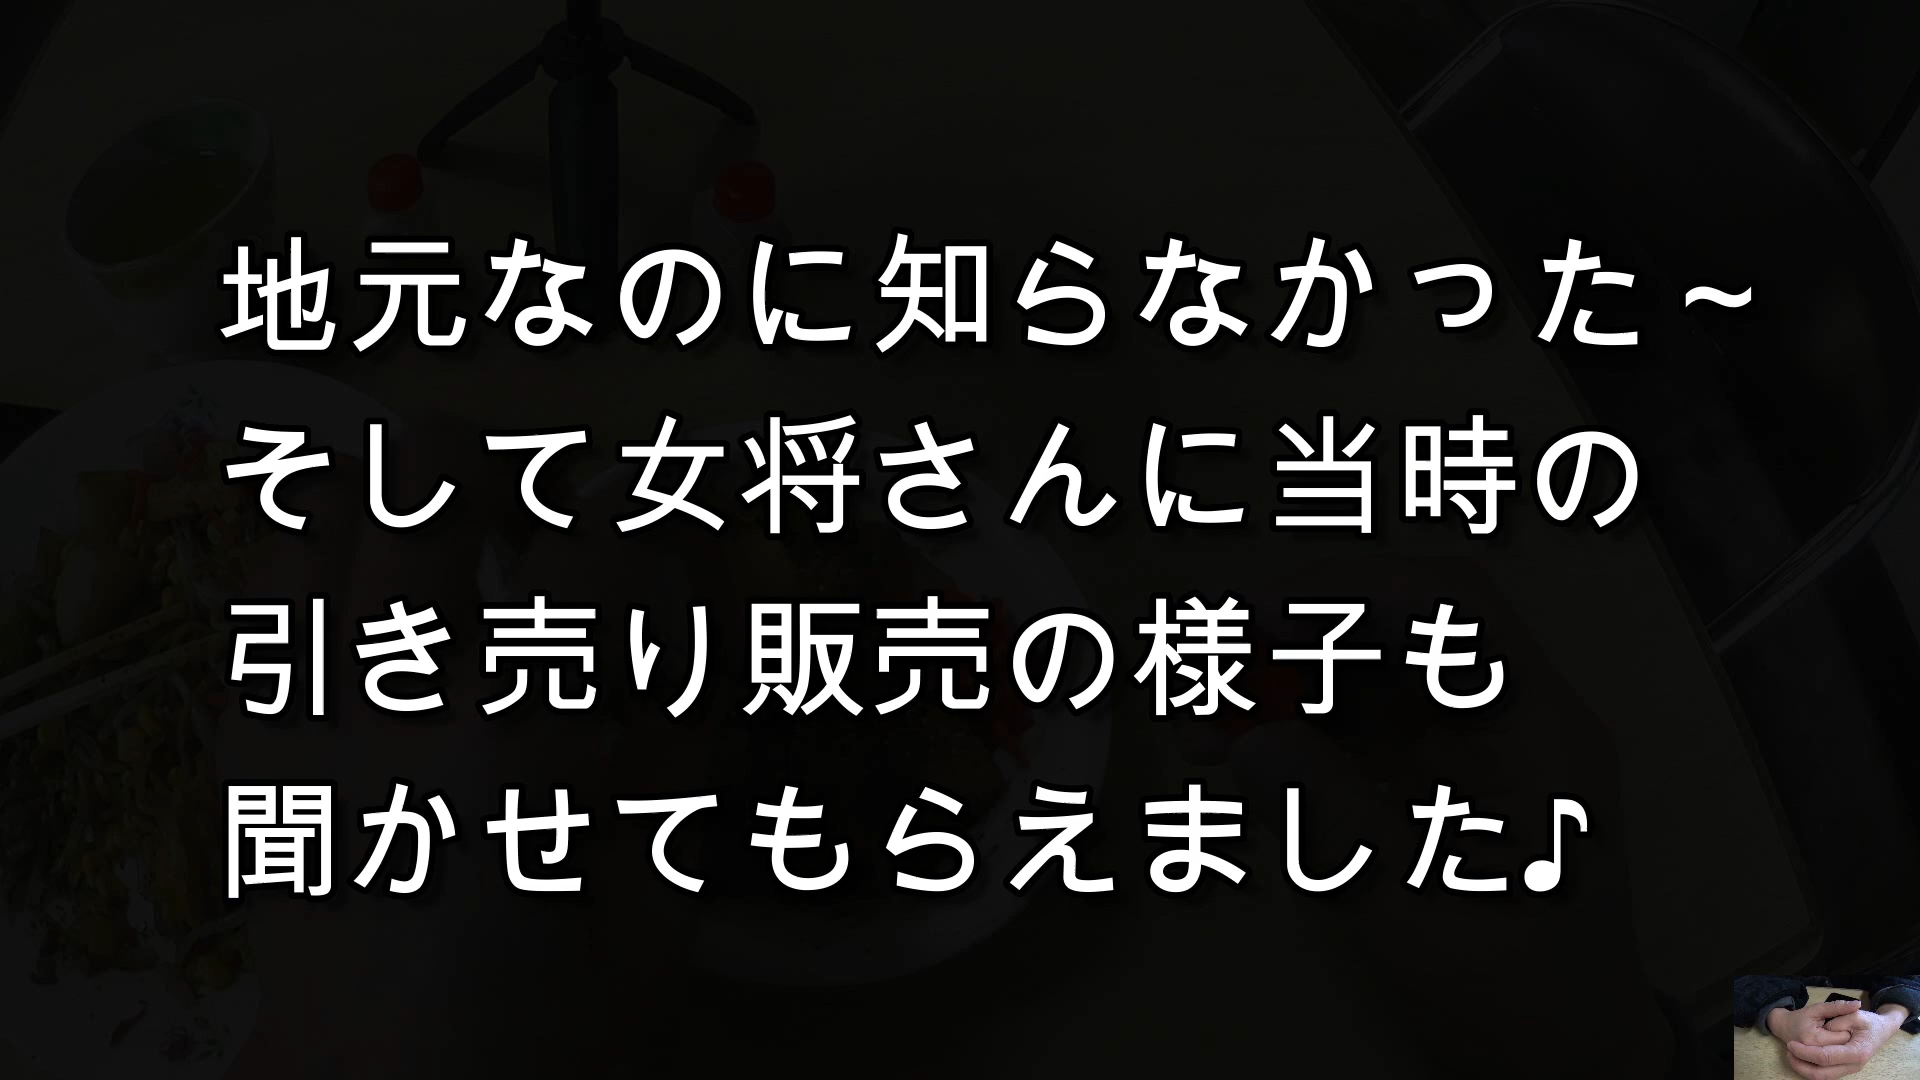 地元なのに知らなかった～
そして女将さんに当時の
引き売り販売の様子も
聞かせてもらえました♪